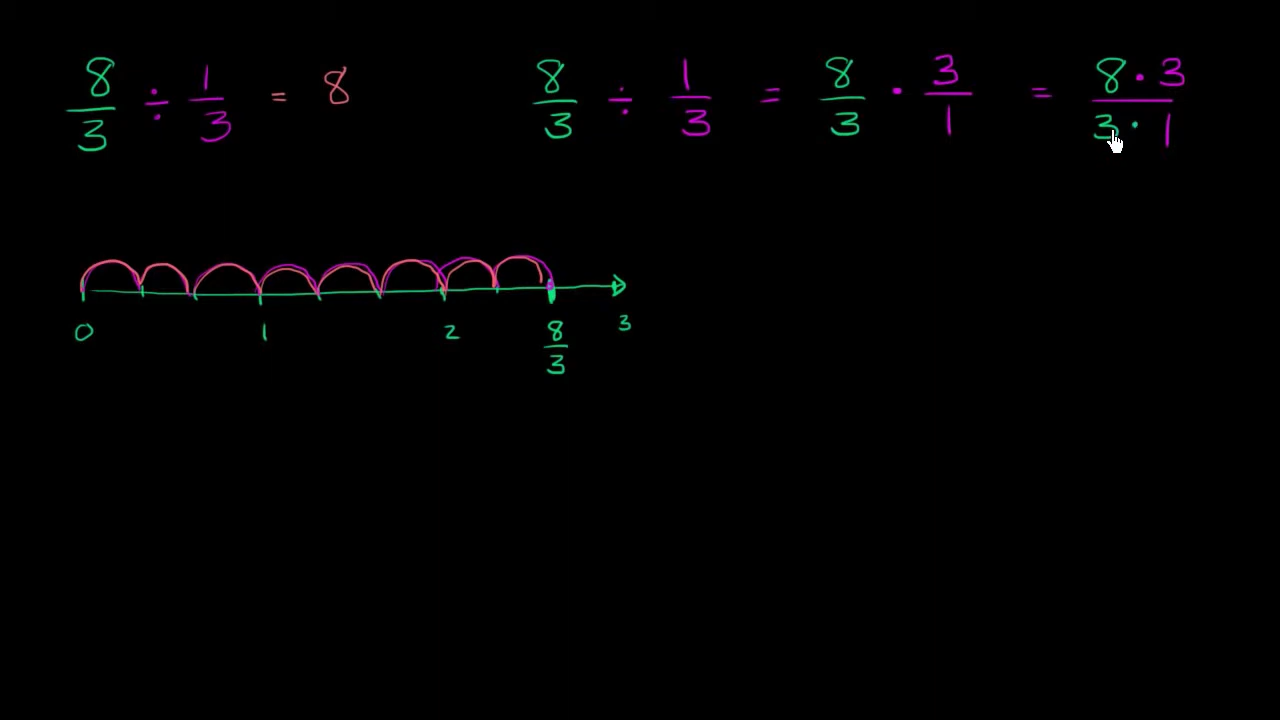 8/3 ÷ 1/3 = 8
8/3 ÷ 1/3 = 8/3 · 3/1 = 8·3/3·1
0 1 2 8/3 3